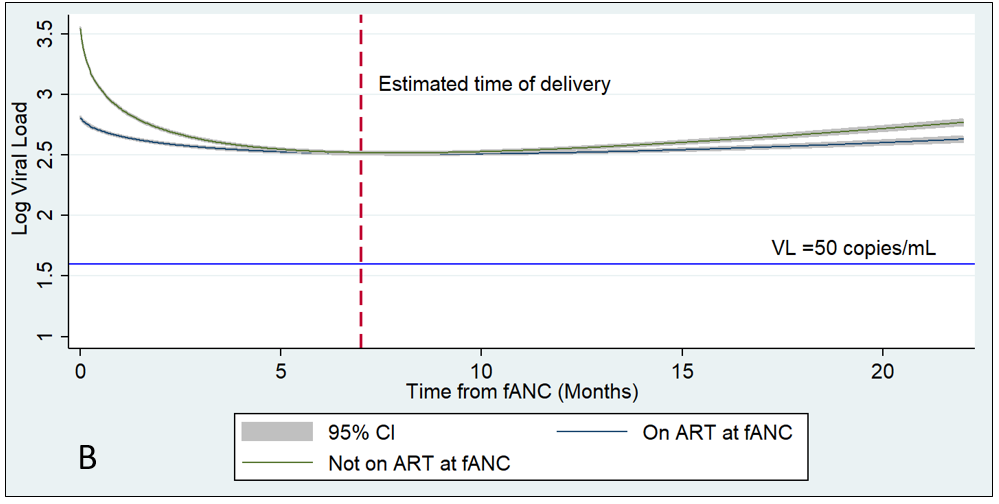 3.5
3
2.5
2
1.5
1
Log Viral Load
Estimated time of delivery
VL =50 copies/mL
0 5 10 15 20
Time from fANC (Months)
95% CI On ART at fANC
Not on ART at fANC
B